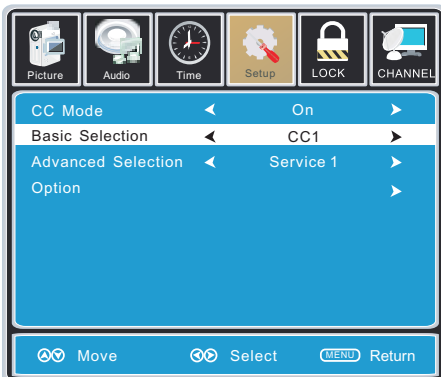 Picture Audio Time Setup LOCK CHANNEL
CC Mode On
Basic Selection CC1
Advanced Selection Service 1
Option
Move Select MENU Return